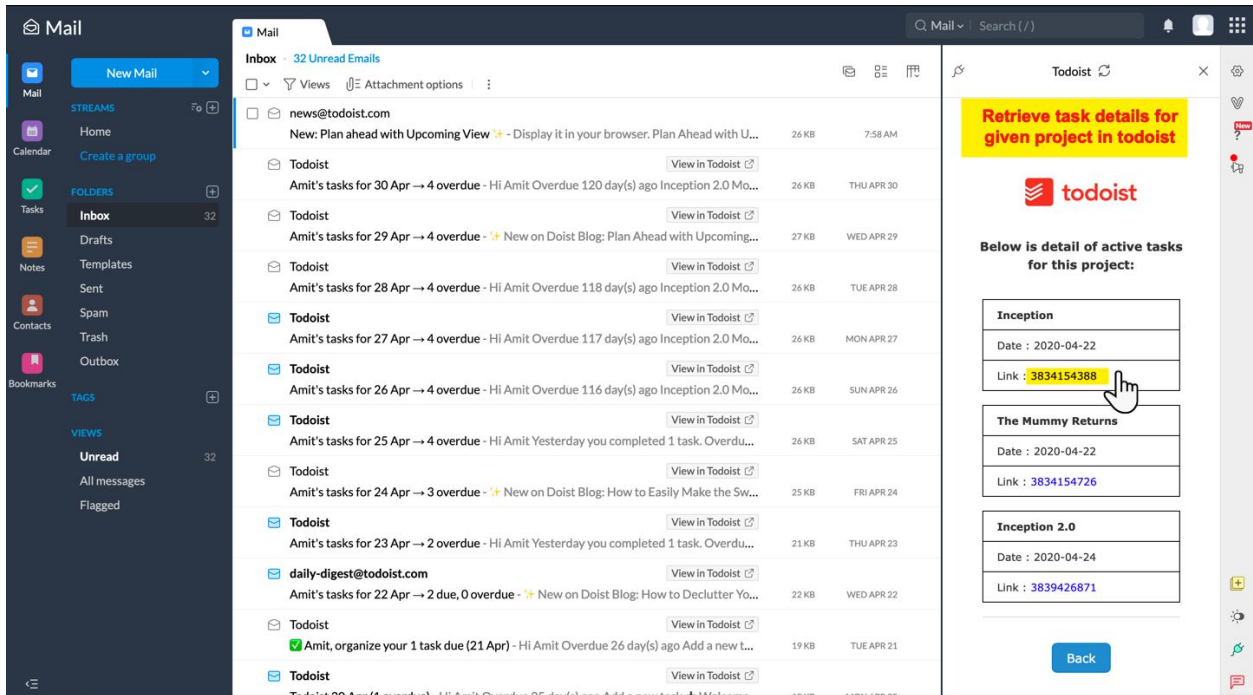 Mail
Mail
Mail
Search ( / )
Mail
Calendar
Tasks
Notes
Contacts
Bookmarks
New Mail
STREAMS
Home
Create a group
FOLDERS
Inbox 32
Drafts
Templates
Sent
Spam
Trash
Outbox
TAGS
VIEWS
Unread 32
All messages
Flagged
Inbox 32 Unread Emails
Views Attachment options
news@todoist.com
New: Plan ahead with Upcoming View ✨ - Display it in your browser. Plan Ahead with U... 26 KB 7:58 AM
Todoist View in Todoist
Amit's tasks for 30 Apr → 4 overdue - Hi Amit Overdue 120 day(s) ago Inception 2.0 Mo... 26 KB THU APR 30
Todoist View in Todoist
Amit's tasks for 29 Apr → 4 overdue - ✨ New on Doist Blog: Plan Ahead with Upcoming... 27 KB WED APR 29
Todoist View in Todoist
Amit's tasks for 28 Apr → 4 overdue - Hi Amit Overdue 118 day(s) ago Inception 2.0 Mo... 26 KB TUE APR 28
Todoist View in Todoist
Amit's tasks for 27 Apr → 4 overdue - Hi Amit Overdue 117 day(s) ago Inception 2.0 Mo... 26 KB MON APR 27
Todoist View in Todoist
Amit's tasks for 26 Apr → 4 overdue - Hi Amit Overdue 116 day(s) ago Inception 2.0 Mo... 26 KB SUN APR 26
Todoist View in Todoist
Amit's tasks for 25 Apr → 4 overdue - Hi Amit Yesterday you completed 1 task. Overdu... 26 KB SAT APR 25
Todoist View in Todoist
Amit's tasks for 24 Apr → 3 overdue - ✨ New on Doist Blog: How to Easily Make the Sw... 25 KB FRI APR 24
Todoist View in Todoist
Amit's tasks for 23 Apr → 2 overdue - Hi Amit Yesterday you completed 1 task. Overdu... 21 KB THU APR 23
daily-digest@todoist.com View in Todoist
Amit's tasks for 22 Apr → 2 due, 0 overdue - ✨ New on Doist Blog: How to Declutter Yo... 22 KB WED APR 22
Todoist View in Todoist
✅ Amit, organize your 1 task due (21 Apr) - Hi Amit Overdue 26 day(s) ago Add a new t... 19 KB TUE APR 21
Todoist View in Todoist
Todoist
Retrieve task details for
given project in todoist
todoist
Below is detail of active tasks
for this project:
Inception
Date : 2020-04-22
Link : 3834154388
The Mummy Returns
Date : 2020-04-22
Link : 3834154726
Inception 2.0
Date : 2020-04-24
Link : 3839426871
Back
New
?